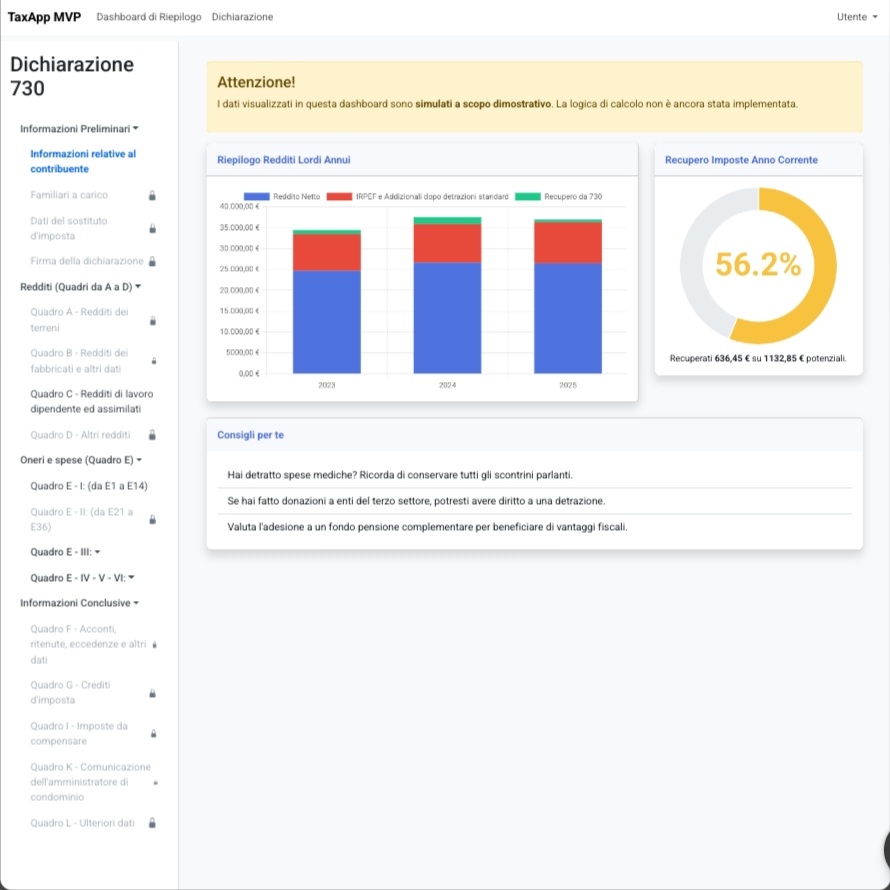 TaxApp MVP
Dashboard di Riepilogo
Dichiarazione
Utente
Dichiarazione
730
Informazioni Preliminari
Informazioni relative al
contribuente
Familiari a carico
Dati del sostituto
d'imposta
Firma della dichiarazione
Redditi (Quadri da A a D)
Quadro A - Redditi dei
terreni
Quadro B - Redditi dei
fabbricati e altri dati
Quadro C - Redditi di lavoro
dipendente ed assimilati
Quadro D - Altri redditi
Oneri e spese (Quadro E)
Quadro E - I: (da E1 a E14)
Quadro E - II: (da E21 a
E36)
Quadro E - III:
Quadro E - IV - V - VI:
Informazioni Conclusive
Quadro F - Acconti,
ritenute, eccedenze e altri
dati
Quadro G - Crediti
d'imposta
Quadro I - Imposte da
compensare
Quadro K - Comunicazione
dell'amministratore di
condominio
Quadro L - Ulteriori dati
Attenzione!
I dati visualizzati in questa dashboard sono simulati a scopo dimostrativo. La logica di calcolo non è ancora stata implementata.
Riepilogo Redditi Lordi Annui
Reddito Netto
IRPEF e Addizionali dopo detrazioni standard
Recupero da 730
40.000,00 €
35.000,00 €
30.000,00 €
25.000,00 €
20.000,00 €
15.000,00 €
10.000,00 €
5000,00 €
0,00 €
2023
2024
2025
Recupero Imposte Anno Corrente
56.2%
Recuperati 636,45 € su 1132,85 € potenziali.
Consigli per te
Hai detratto spese mediche? Ricorda di conservare tutti gli scontrini parlanti.
Se hai fatto donazioni a enti del terzo settore, potresti avere diritto a una detrazione.
Valuta l'adesione a un fondo pensione complementare per beneficiare di vantaggi fiscali.